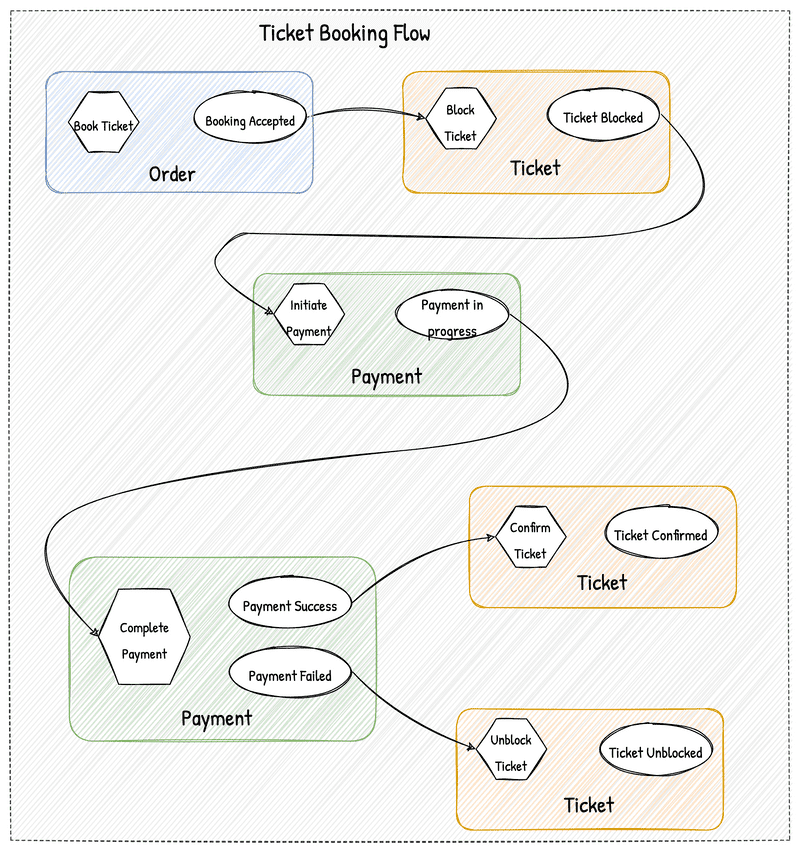 Ticket Booking Flow
Book Ticket
Booking Accepted
Order
Block
Ticket
Ticket Blocked
Ticket
Initiate
Payment
Payment in
progress
Payment
Complete
Payment
Payment Success
Payment Failed
Payment
Confirm
Ticket
Ticket Confirmed
Ticket
Unblock
Ticket
Ticket Unblocked
Ticket